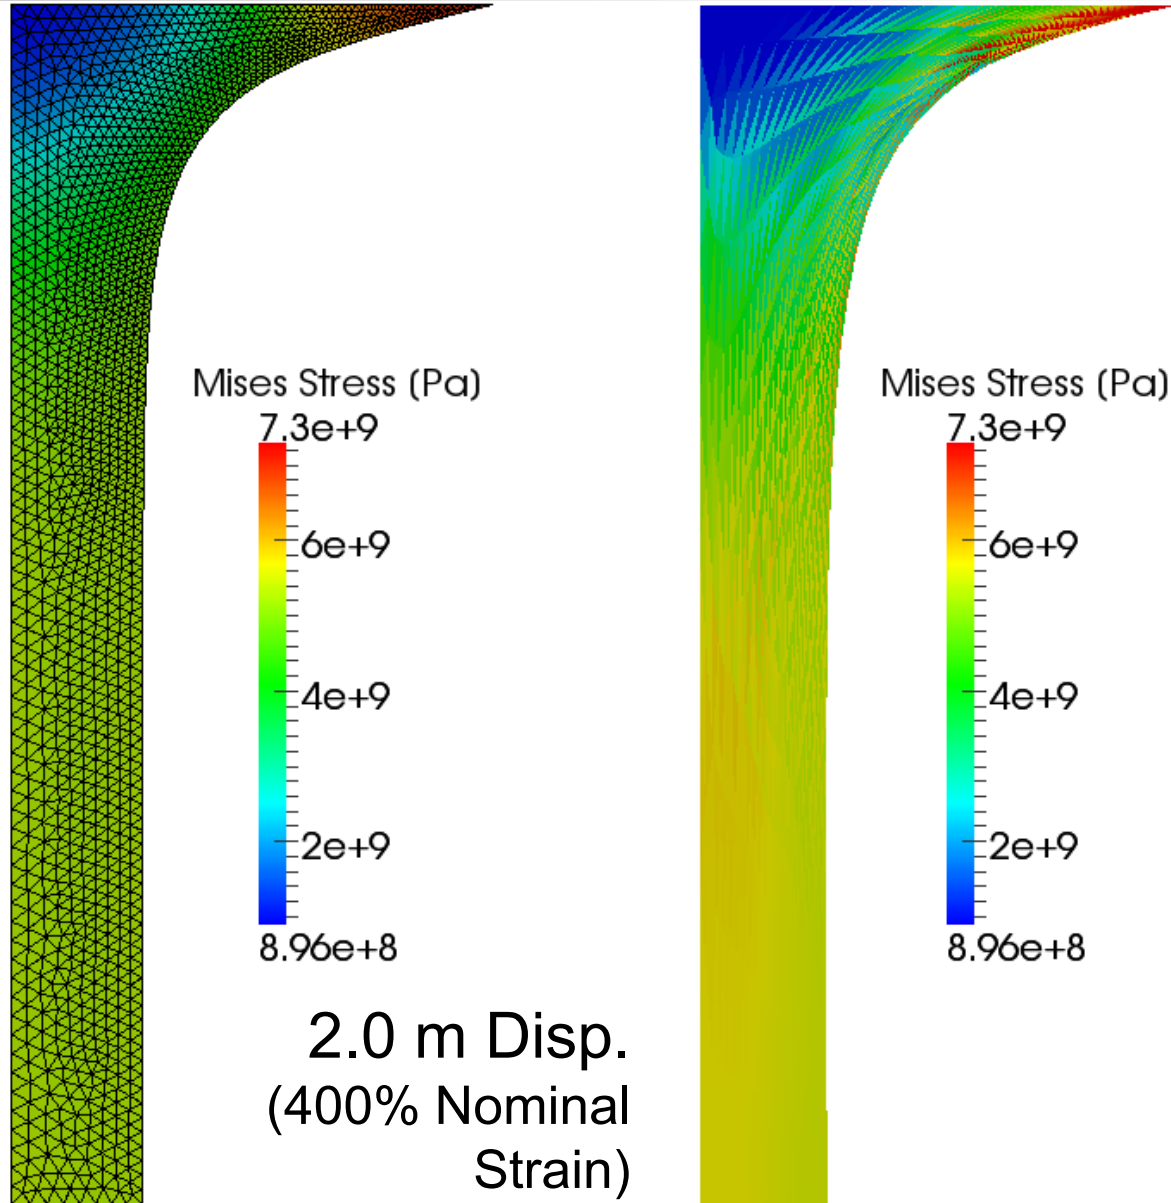 Mises Stress (Pa)
7.3e+9
6e+9
4e+9
2e+9
8.96e+8
Mises Stress (Pa)
7.3e+9
6e+9
4e+9
2e+9
8.96e+8
2.0 m Disp.
(400% Nominal
Strain)